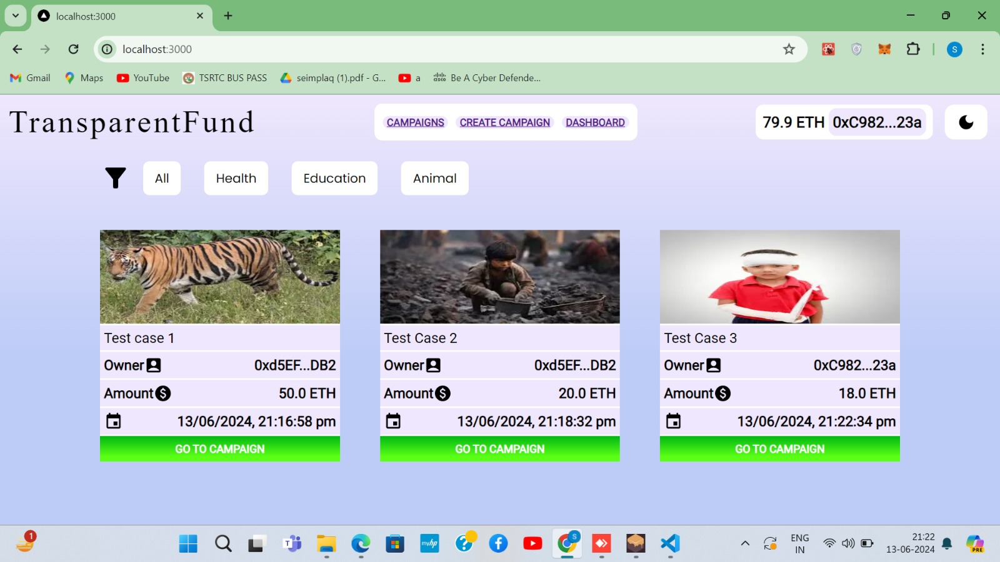 localhost:3000
localhost:3000
Gmail
Maps
YouTube
TSRTC BUS PASS
seimplaq (1).pdf - G...
a
Be A Cyber Defende...
TransparentFund
CAMPAIGNS
CREATE CAMPAIGN
DASHBOARD
79.9 ETH 0xC982...23a
All
Health
Education
Animal
Test case 1
Owner 0xd5EF...DB2
Amount 50.0 ETH
13/06/2024, 21:16:58 pm
GO TO CAMPAIGN
Test Case 2
Owner 0xd5EF...DB2
Amount 20.0 ETH
13/06/2024, 21:18:32 pm
GO TO CAMPAIGN
Test Case 3
Owner 0xC982...23a
Amount 18.0 ETH
13/06/2024, 21:22:34 pm
GO TO CAMPAIGN
1
myhp
S
ENG
IN
21:22
13-06-2024
PRE